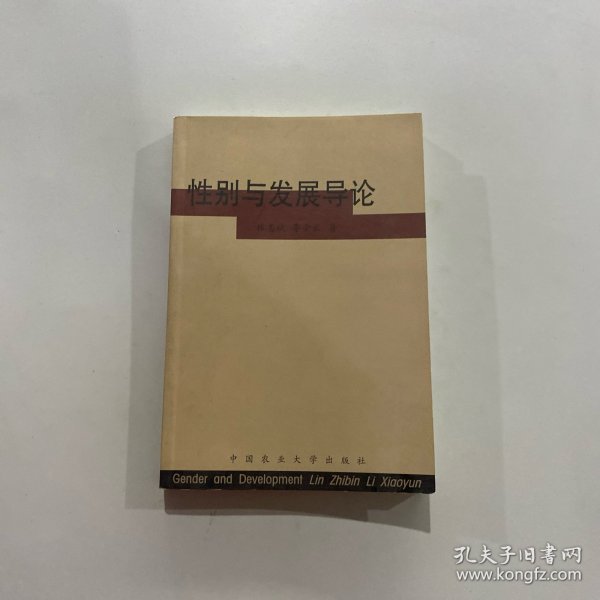 性别与发展导论
林志斌 李小云 著
中国农业大学出版社
Gender and Development Lin Zhibin Li Xiaoyun
孔夫子旧书网
www.kongfz.com